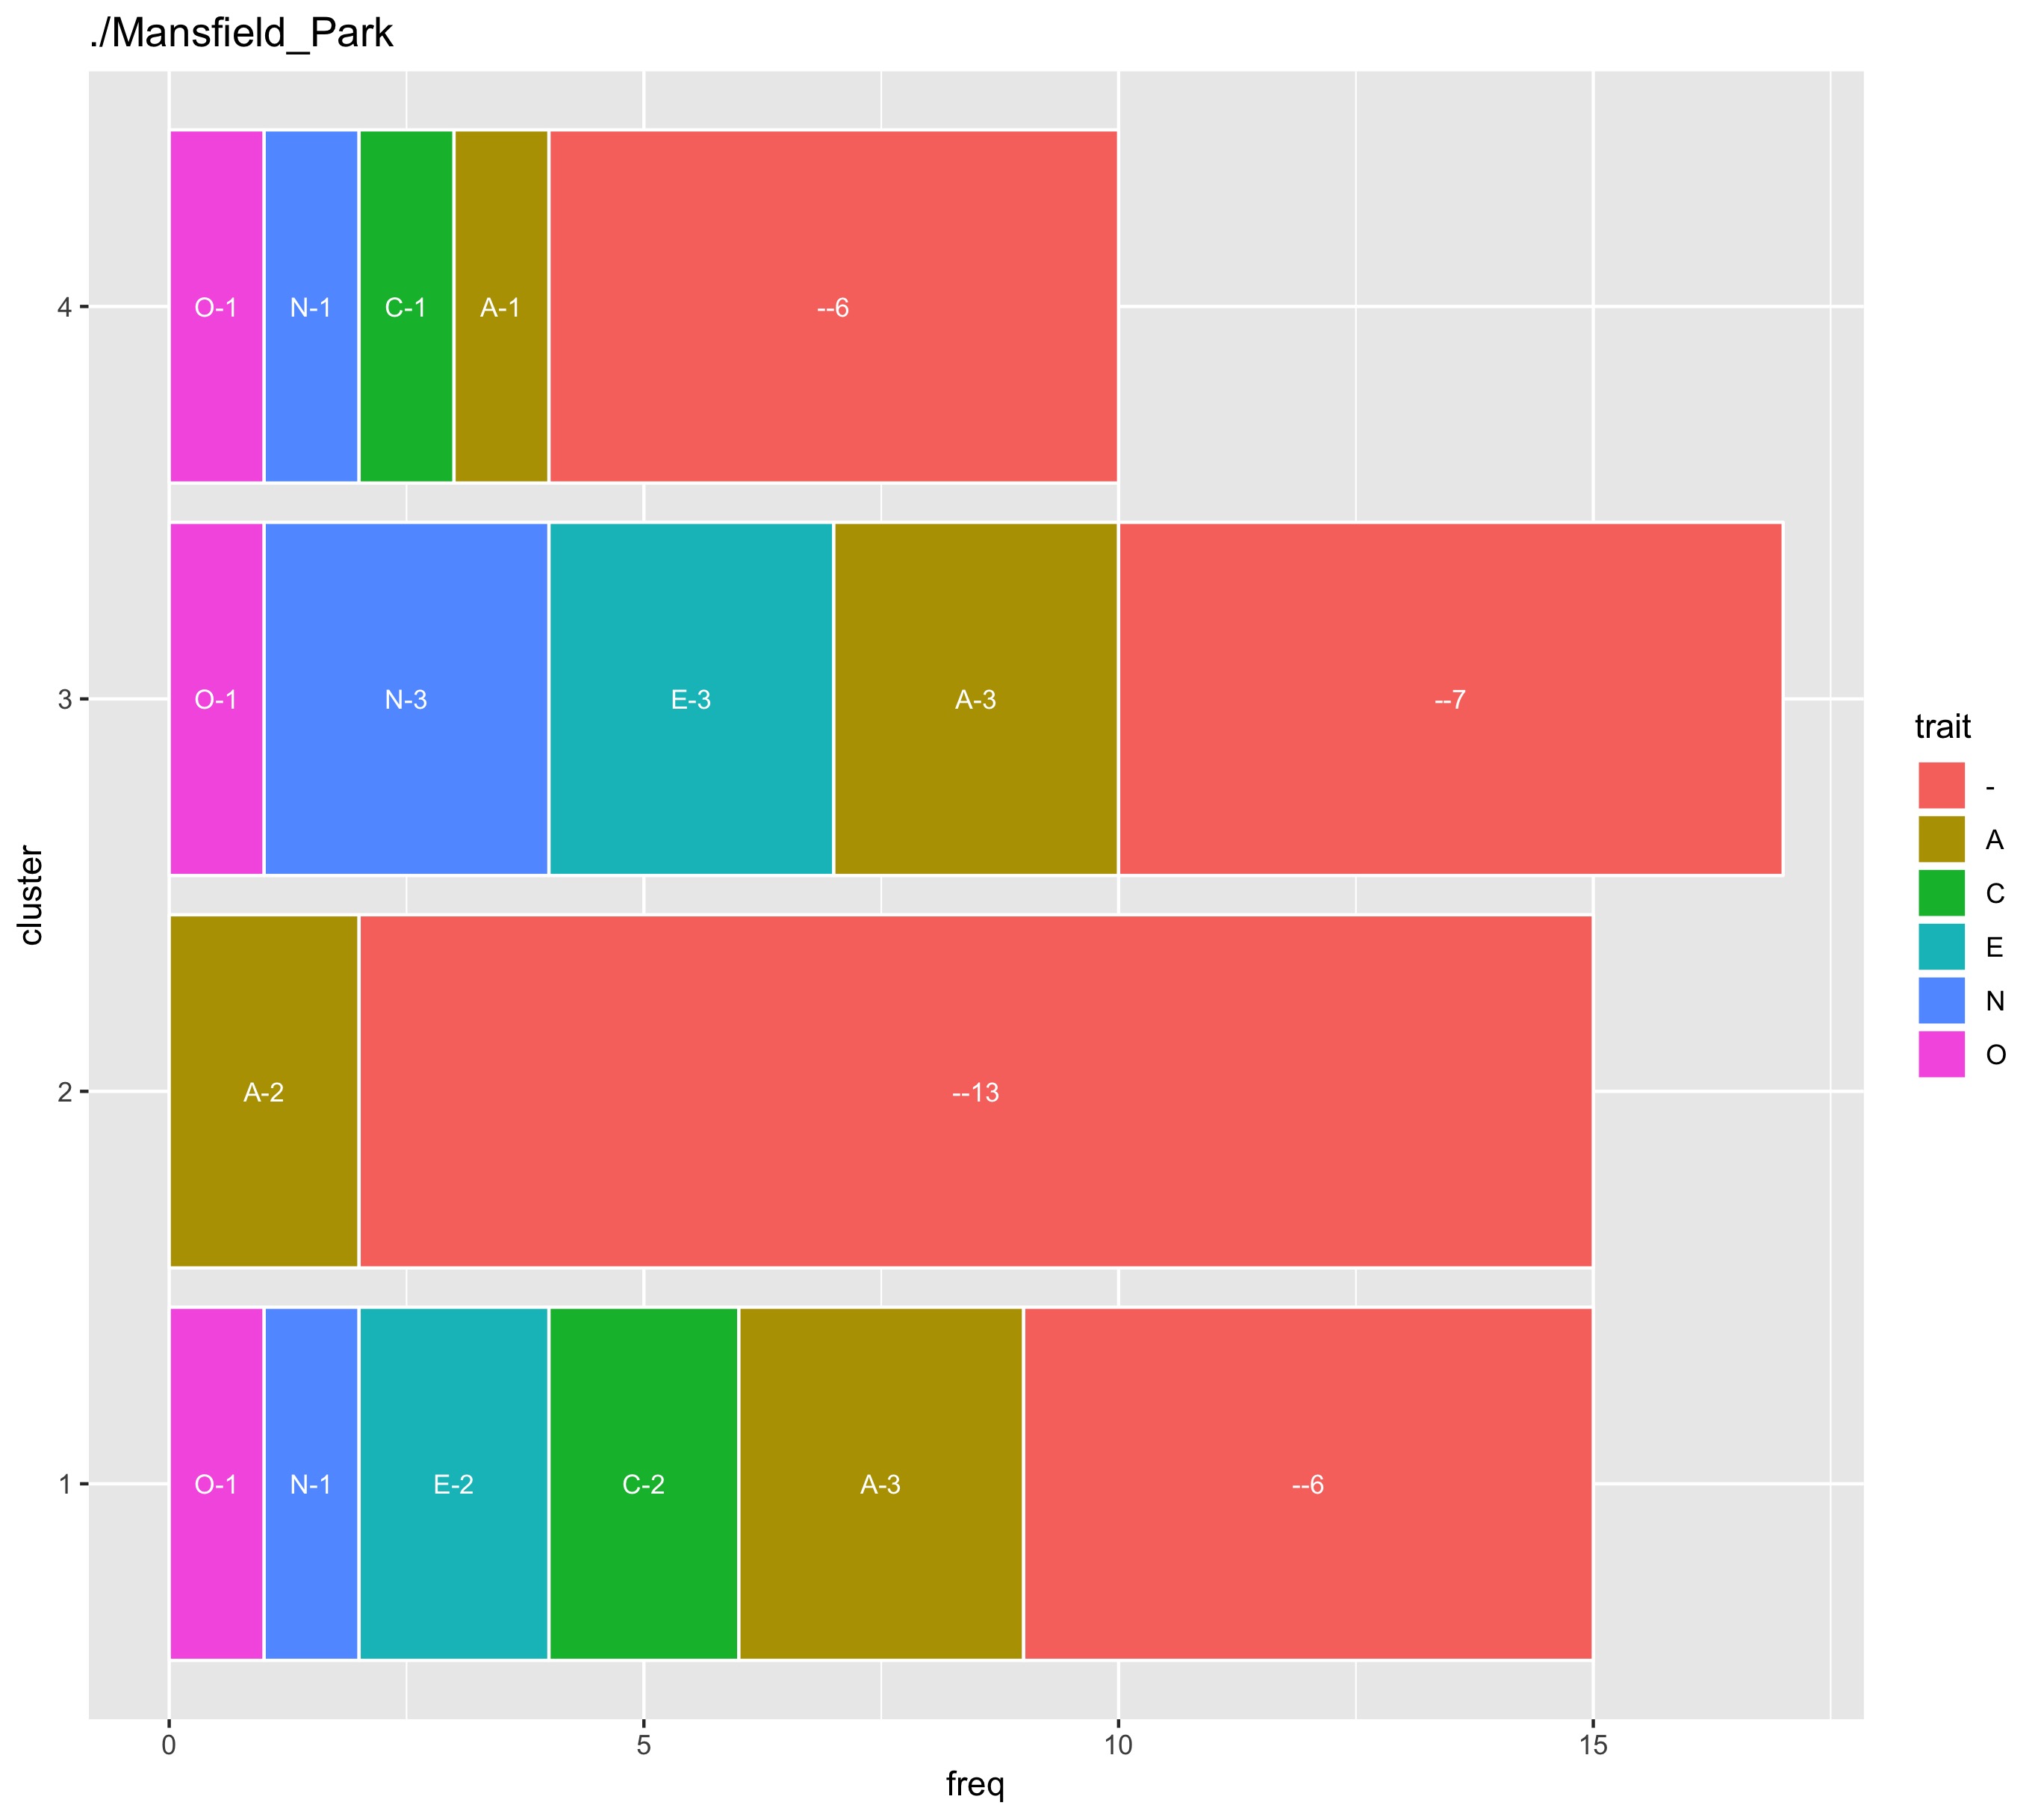 ./Mansfield_Park
cluster
4
O-1 N-1 C-1 A-1 --6
3
O-1 N-3 E-3 A-3 --7
2
A-2 --13
1
O-1 N-1 E-2 C-2 A-3 --6
0 5 10 15
freq
trait
-
A
C
E
N
O